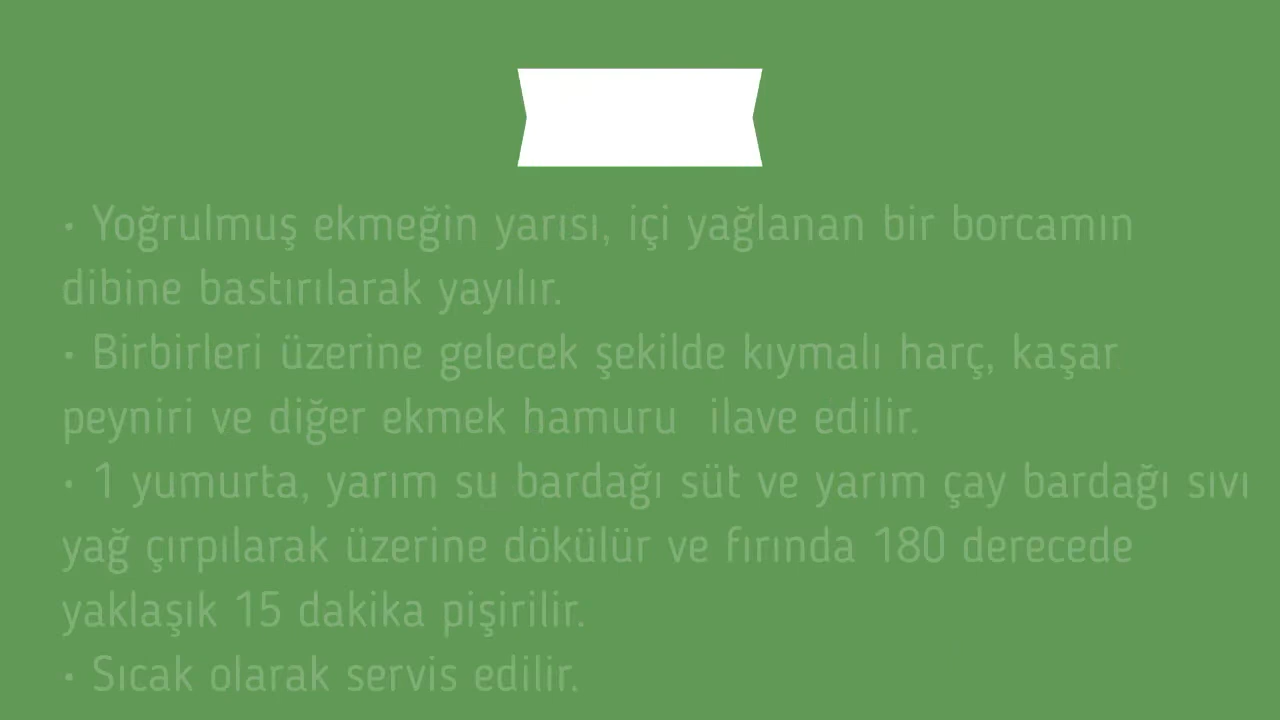 • Yoğrulmuş ekmeğin yarısı, içi yağlanan bir borcamın
dibine bastırılarak yayılır.
• Birbirleri üzerine gelecek şekilde kıymalı harç, kaşar
peyniri ve diğer ekmek hamuru  ilave edilir.
• 1 yumurta, yarım su bardağı süt ve yarım çay bardağı sıvı
yağ çırpılarak üzerine dökülür ve fırında 180 derecede
yaklaşık 15 dakika pişirilir.
• Sıcak olarak servis edilir.